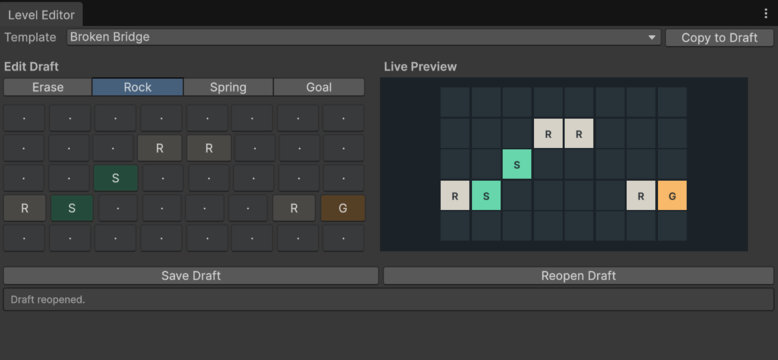 Level Editor
Template Broken Bridge Copy to Draft
Edit Draft Live Preview
Erase Rock Spring Goal
· · · · · · · ·
· · · R R · · ·
· · S · · · · ·
R S · · · · R G
· · · · · · · ·
R R
S
R S R G
Save Draft Reopen Draft
Draft reopened.